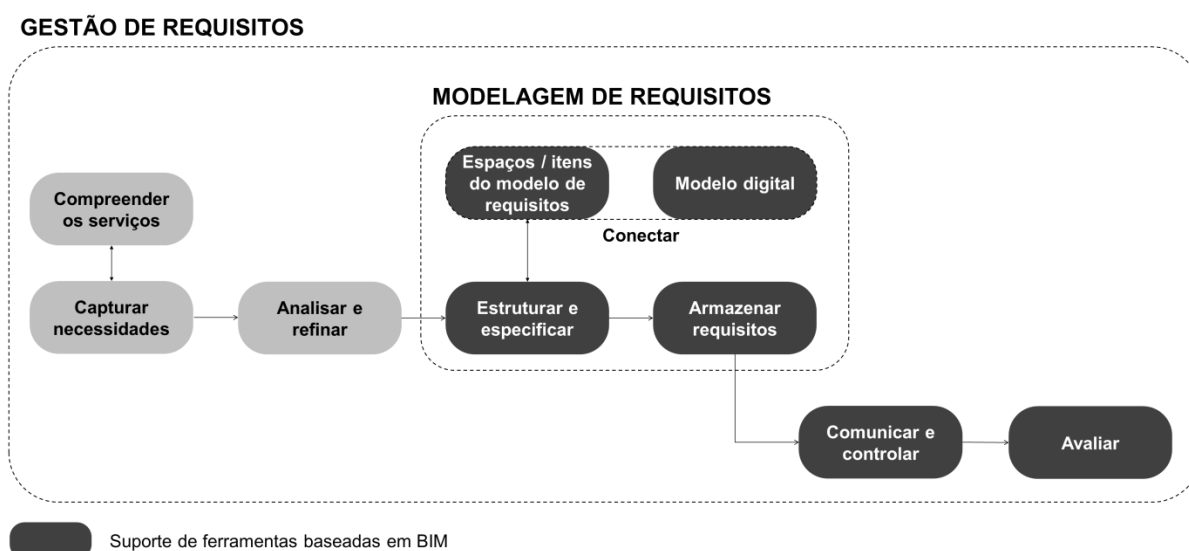 GESTÃO DE REQUISITOS
MODELAGEM DE REQUISITOS
Espaços / itens
do modelo de
requisitos
Modelo digital
Compreender
os serviços
Conectar
Capturar
necessidades
Analisar e
refinar
Estruturar e
especificar
Armazenar
requisitos
Comunicar e
controlar
Avaliar
Suporte de ferramentas baseadas em BIM